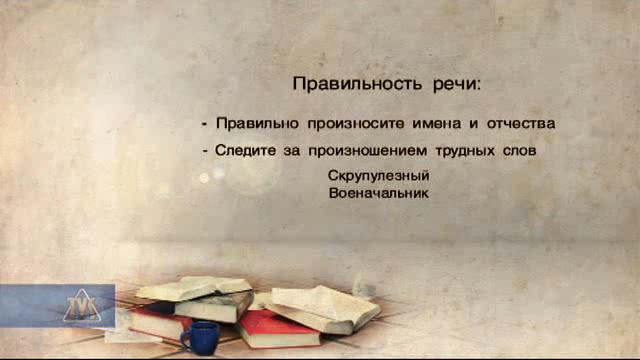 Правильность речи:
- Правильно произносите имена и отчества
- Следите за произношением трудных слов
Скрупулезный
Военачальник